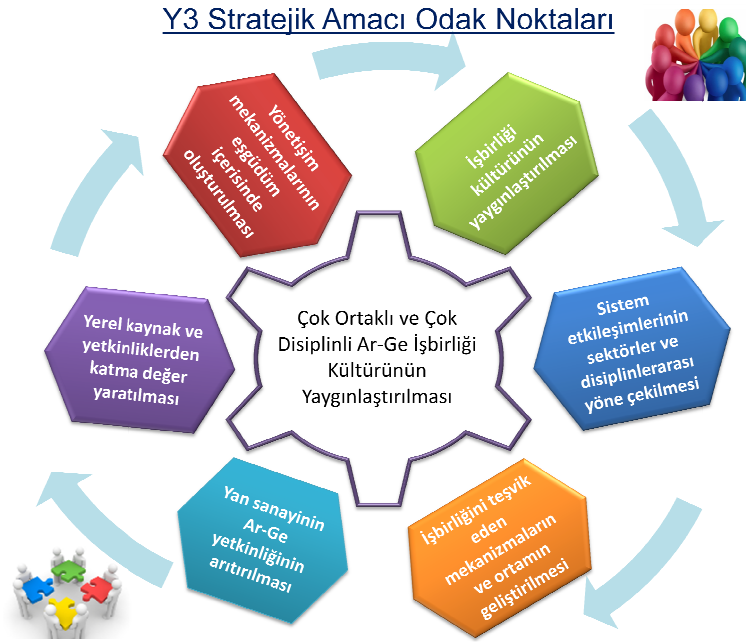 Y3 Stratejik Amacı Odak Noktaları
Yönetişim
mekanizmalarının
eşgüdüm
içerisinde
oluşturulması
İşbirliği
kültürünün
yaygınlaştırılması
Sistem
etkileşimlerinin
sektörler ve
disiplinlerarası
yöne çekilmesi
İşbirliğini teşvik
eden
mekanizmaların
ve ortamın
geliştirilmesi
Yan sanayinin
Ar-Ge
yetkinliğinin
arıtırılması
Yerel kaynak ve
yetkinliklerden
katma değer
yaratılması
Çok Ortaklı ve Çok
Disiplinli Ar-Ge İşbirliği
Kültürünün
Yaygınlaştırılması